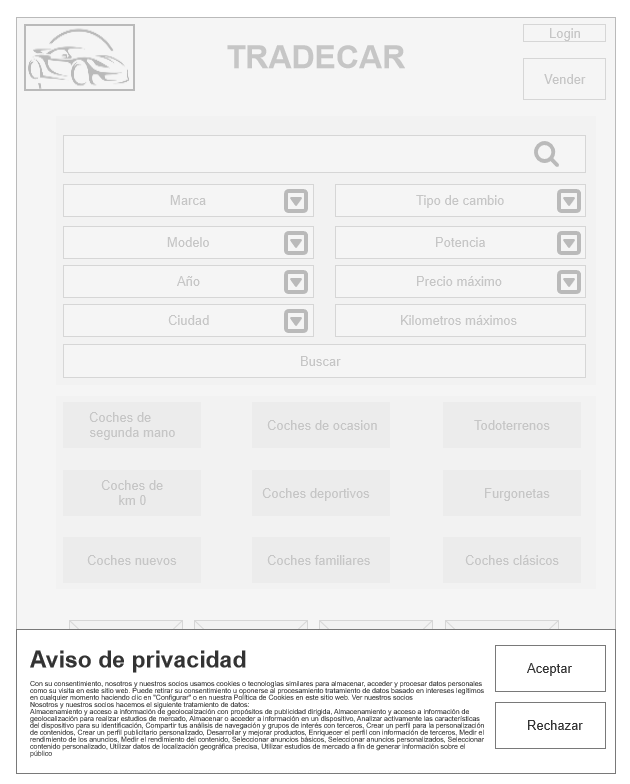 Login
TRADECAR
Vender
Marca
Tipo de cambio
Modelo
Potencia
Año
Precio máximo
Ciudad
Kilometros máximos
Buscar
Coches de
segunda mano
Coches de ocasion
Todoterrenos
Coches de
km 0
Coches deportivos
Furgonetas
Coches nuevos
Coches familiares
Coches clásicos
Aviso de privacidad
Con su consentimiento, nosotros y nuestros socios usamos cookies o tecnologías similares para almacenar, acceder y procesar datos personales
como su visita en este sitio web. Puede retirar su consentimiento u oponerse al procesamiento tratamiento de datos basado en intereses legítimos
en cualquier momento haciendo clic en "Configurar" o en nuestra Política de Cookies en este sitio web. Ver nuestros socios
Nosotros y nuestros socios hacemos el siguiente tratamiento de datos:
Almacenamiento y acceso a información de geolocalización con propósitos de publicidad dirigida, Almacenamiento y acceso a información de
geolocalización para realizar estudios de mercado, Almacenar o acceder a información en un dispositivo, Analizar activamente las características
del dispositivo para su identificación, Compartir tus análisis de navegación y grupos de interés con terceros, Crear un perfil para la personalización
de contenidos, Crear un perfil publicitario personalizado, Desarrollar y mejorar productos, Enriquecer el perfil con información de terceros, Medir el
rendimiento de los anuncios, Medir el rendimiento del contenido, Seleccionar anuncios básicos, Seleccionar anuncios personalizados, Seleccionar
contenido personalizado, Utilizar datos de localización geográfica precisa, Utilizar estudios de mercado a fin de generar información sobre el
público
Aceptar
Rechazar